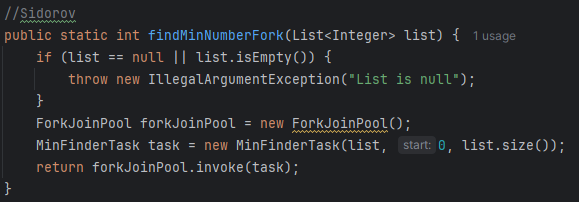 //Sidorov
public static int findMinNumberFork(List<Integer> list) { 1 usage
    if (list == null || list.isEmpty()) {
        throw new IllegalArgumentException("List is null");
    }
    ForkJoinPool forkJoinPool = new ForkJoinPool();
    MinFinderTask task = new MinFinderTask(list, start: 0, list.size());
    return forkJoinPool.invoke(task);
}